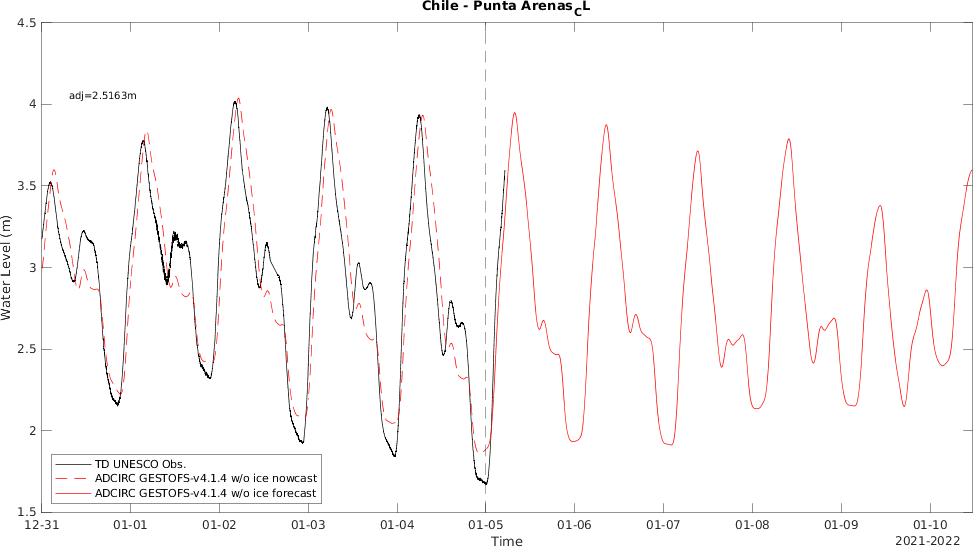 Chile - Punta Arenas_CL
4.5
adj=2.5163m
4
3.5
3
2.5
2
1.5
Water Level (m)
TD UNESCO Obs.
ADCIRC GESTOFS-v4.1.4 w/o ice nowcast
ADCIRC GESTOFS-v4.1.4 w/o ice forecast
12-31 01-01 01-02 01-03 01-04 01-05 01-06 01-07 01-08 01-09 01-10
Time
2021-2022